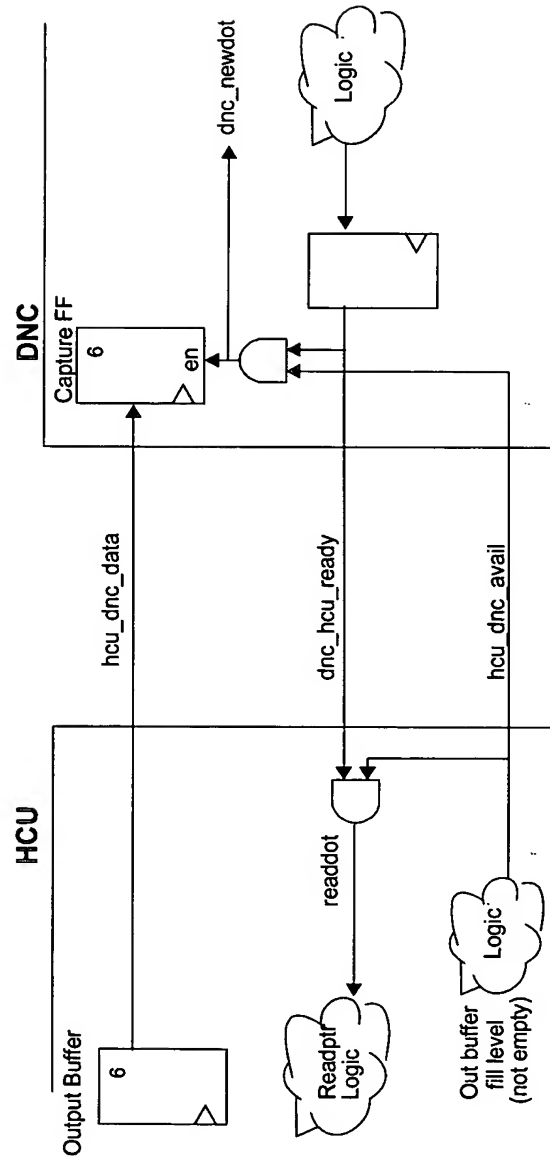 HCU
DNC
Output Buffer
6
hcu_dnc_data
Capture FF
6
en
dnc_newdot
Readptr
Logic
readdot
dnc_hcu_ready
Logic
Out buffer
fill level
(not empty)
Logic
hcu_dnc_avail